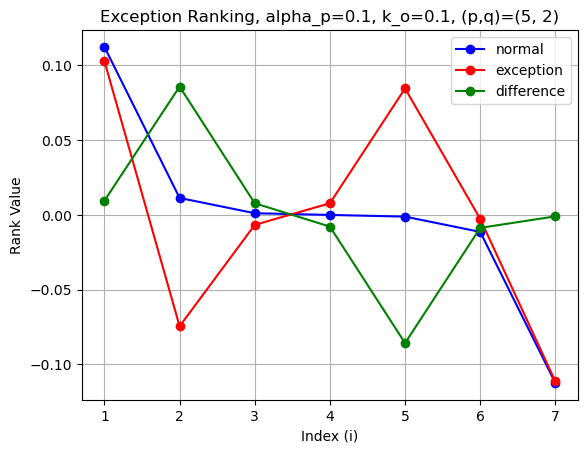 Exception Ranking, alpha_p=0.1, k_o=0.1, (p,q)=(5, 2)
normal
exception
difference
0.10
0.05
0.00
−0.05
−0.10
Rank Value
1 2 3 4 5 6 7
Index (i)